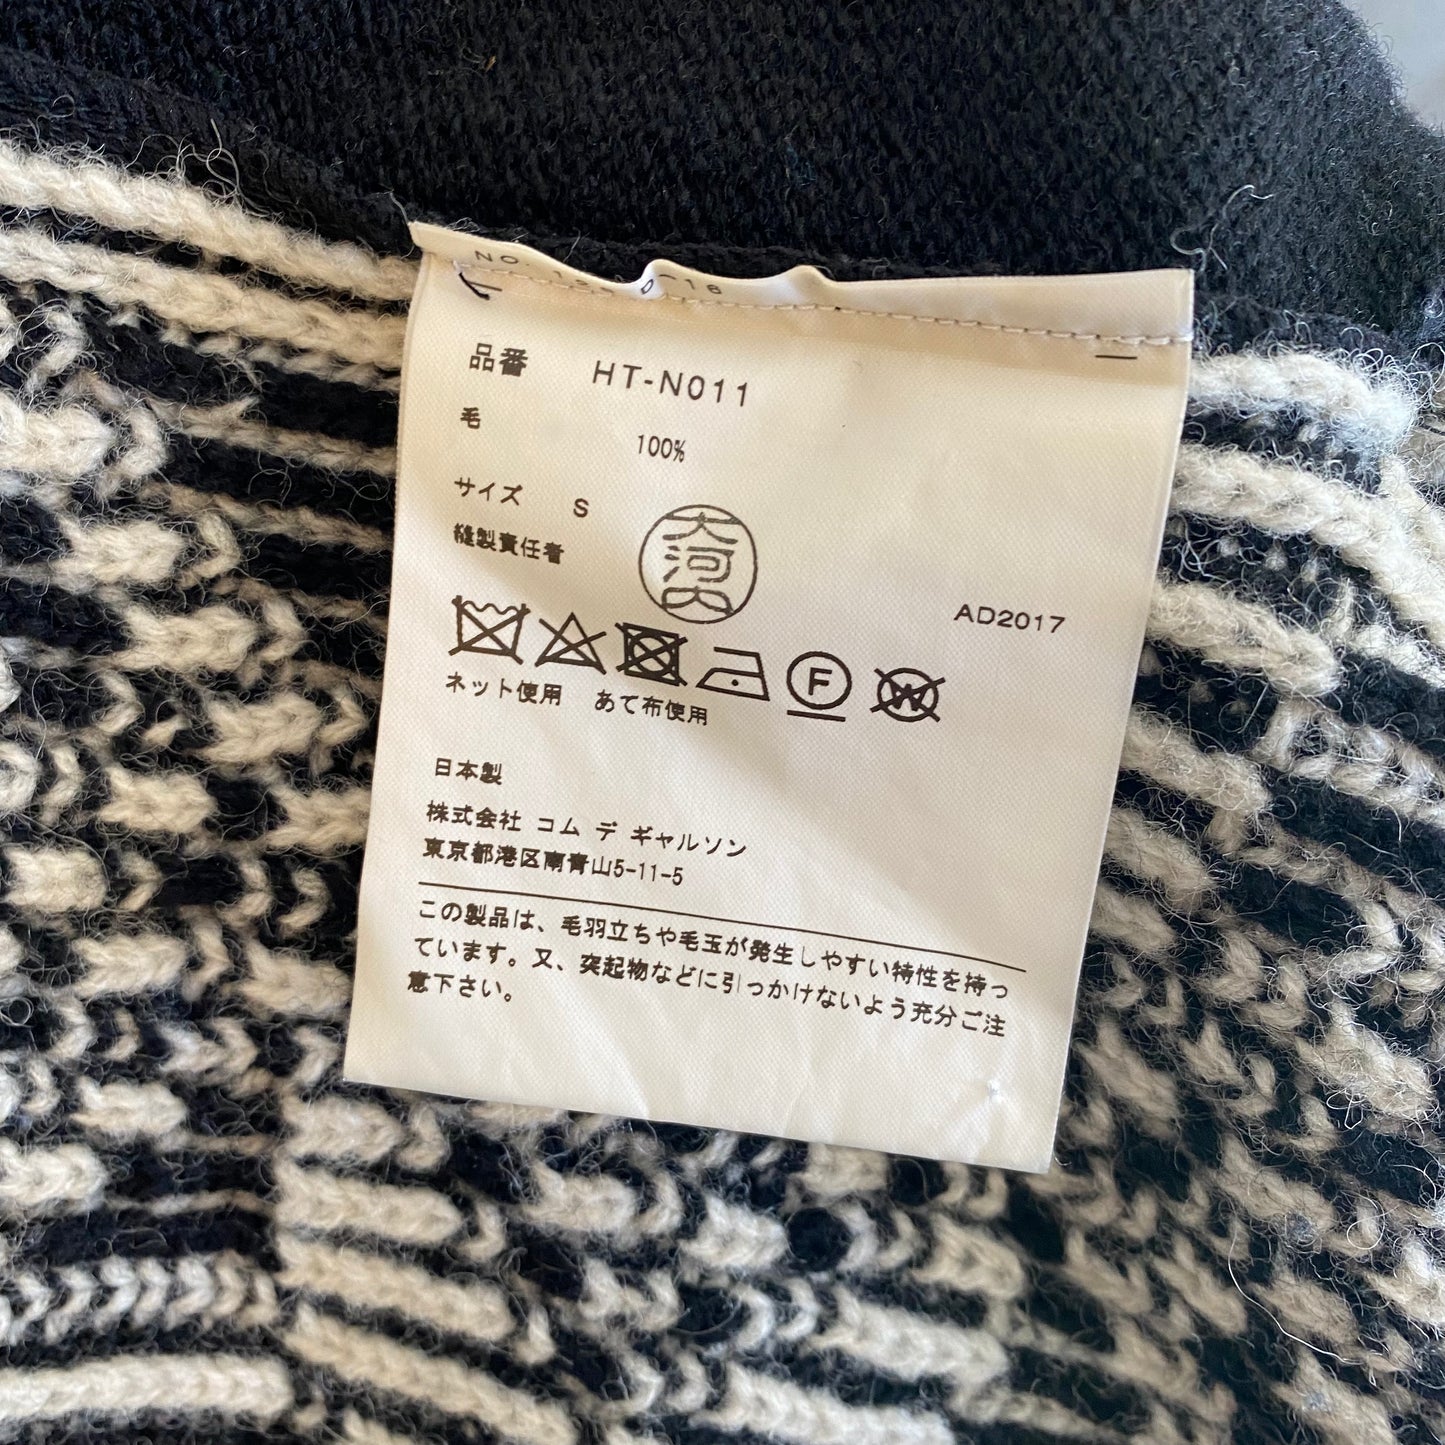 品番 HT-N011
毛 100%
サイズ S
縫製責任者 大河内
AD2017
F W
ネット使用 あて布使用
日本製
株式会社 コム デ ギャルソン
東京都港区南青山5-11-5
この製品は、毛羽立ちや毛玉が発生しやすい特性を持っ
ています。又、突起物などに引っかけないよう充分ご注
意下さい。